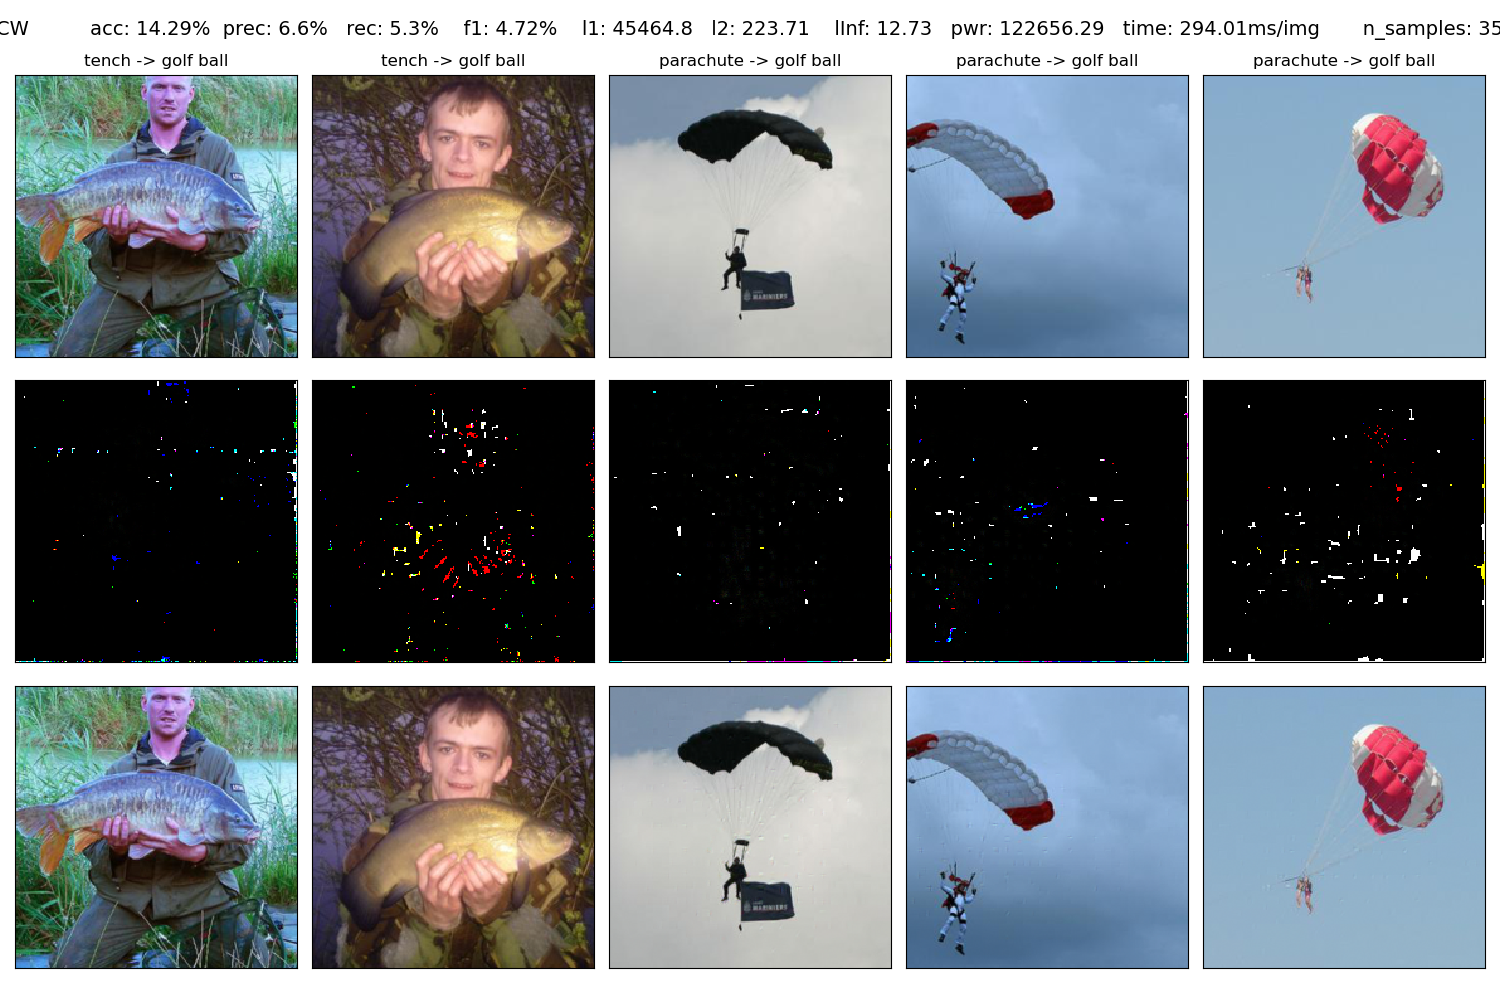 CW acc: 14.29% prec: 6.6% rec: 5.3% f1: 4.72% l1: 45464.8 l2: 223.71 lInf: 12.73 pwr: 122656.29 time: 294.01ms/img n_samples: 35
tench -> golf ball
tench -> golf ball
parachute -> golf ball
parachute -> golf ball
parachute -> golf ball